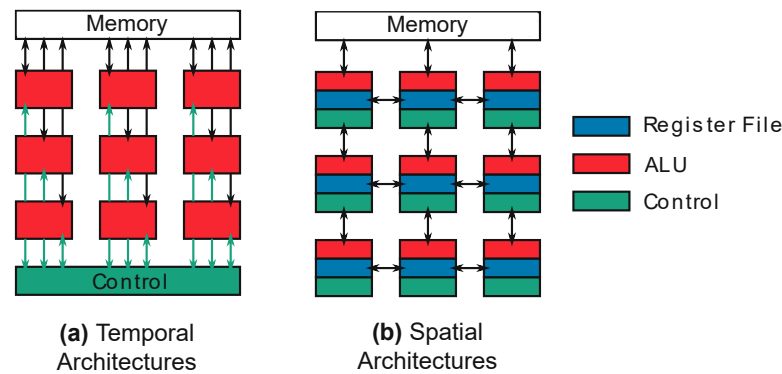 Memory
Control
(a) Temporal
Architectures
Memory
(b) Spatial
Architectures
Register File
ALU
Control